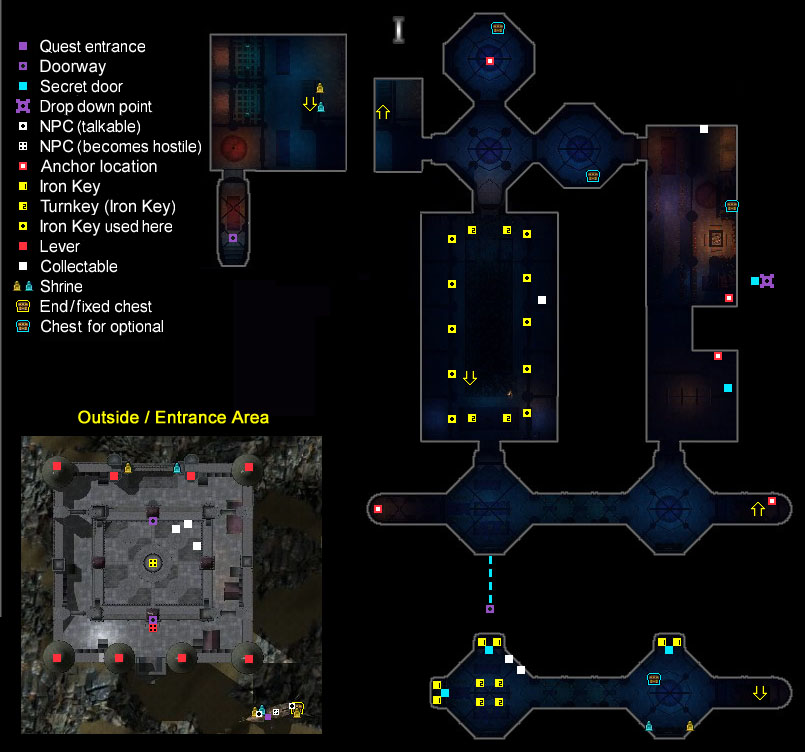 Quest entrance
Doorway
Secret door
Drop down point
NPC (talkable)
NPC (becomes hostile)
Anchor location
Iron Key
Turnkey (Iron Key)
Iron Key used here
Lever
Collectable
Shrine
End/fixed chest
Chest for optional
Outside / Entrance Area